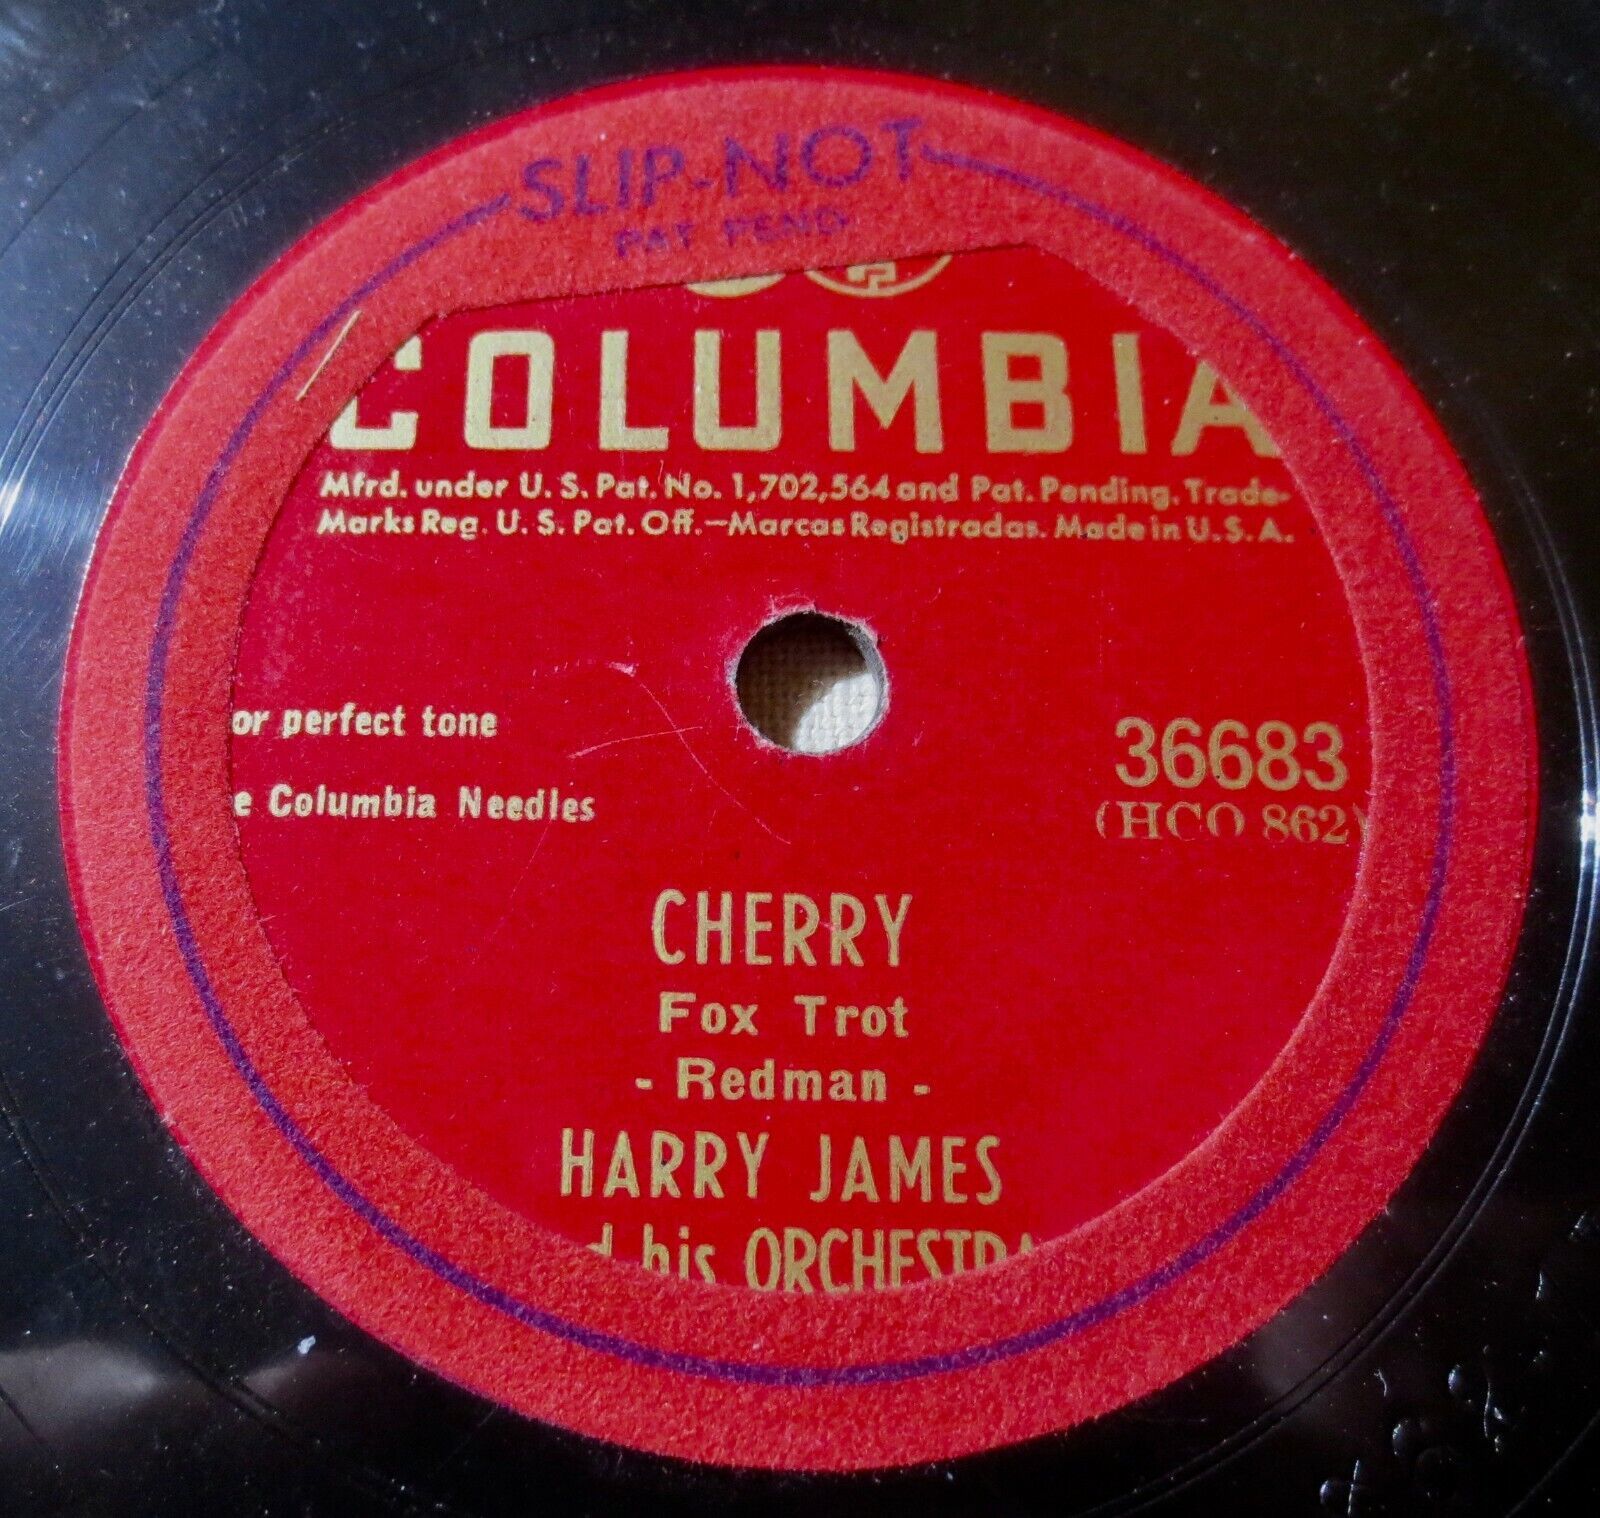 SLIP-NOT
PAT PEND
COLUMBIA
Mfrd. under U. S. Pat. No. 1,702,564 and Pat. Pending. Trade-
Marks Reg. U. S. Pat. Off.—Marcas Registradas. Made in U. S. A.
or perfect tone
e Columbia Needles
36683
(HCO 862)
CHERRY
Fox Trot
- Redman -
HARRY JAMES
d his ORCHESTRA